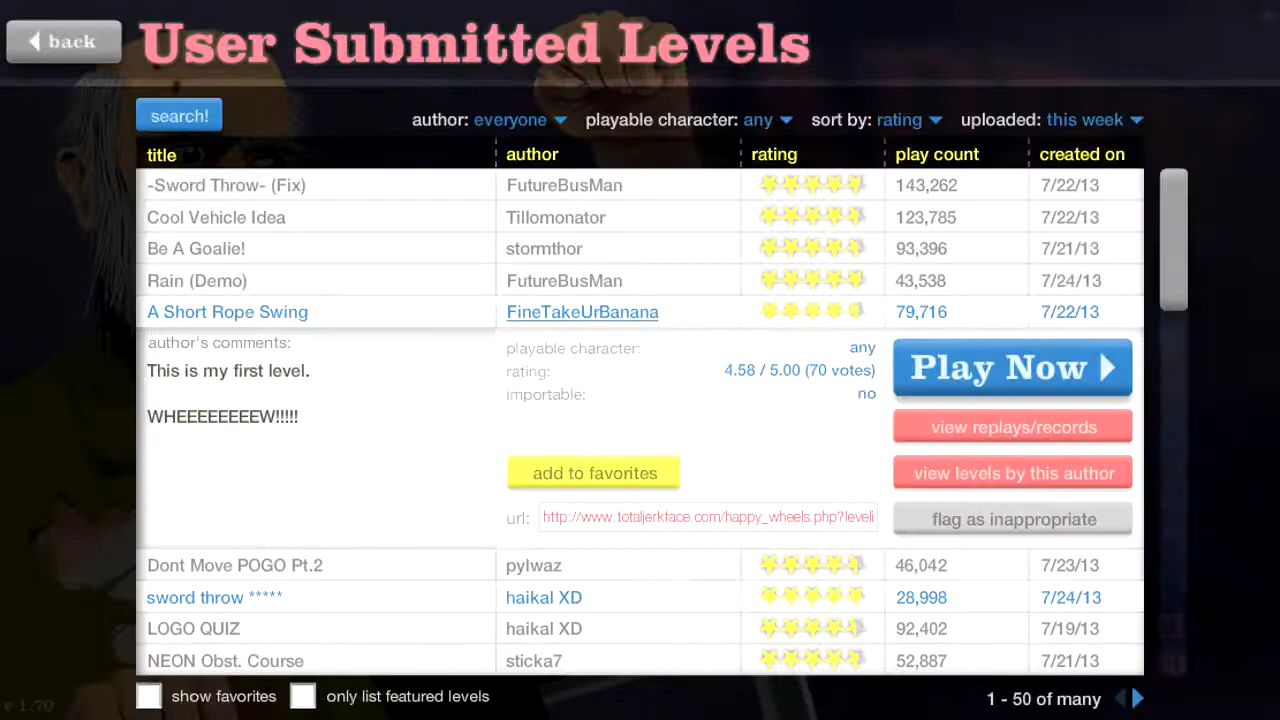 back
User Submitted Levels
search!
author: everyone playable character: any sort by: rating uploaded: this week
title author rating play count created on
-Sword Throw- (Fix) FutureBusMan 143,262 7/22/13
Cool Vehicle Idea Tillomonator 123,785 7/22/13
Be A Goalie! stormthor 93,396 7/21/13
Rain (Demo) FutureBusMan 43,538 7/24/13
A Short Rope Swing FineTakeUrBanana 79,716 7/22/13
author's comments:
This is my first level.
WHEEEEEEEEW!!!!!
playable character: any
rating: 4.58 / 5.00 (70 votes)
importable: no
add to favorites
url: http://www.totaljerkface.com/happy_wheels.php?leveli
Play Now
view replays/records
view levels by this author
flag as inappropriate
Dont Move POGO Pt.2 pylwaz 46,042 7/23/13
sword throw ***** haikal XD 28,998 7/24/13
LOGO QUIZ haikal XD 92,402 7/19/13
NEON Obst. Course sticka7 52,887 7/21/13
show favorites only list featured levels
1 - 50 of many
v 1.70